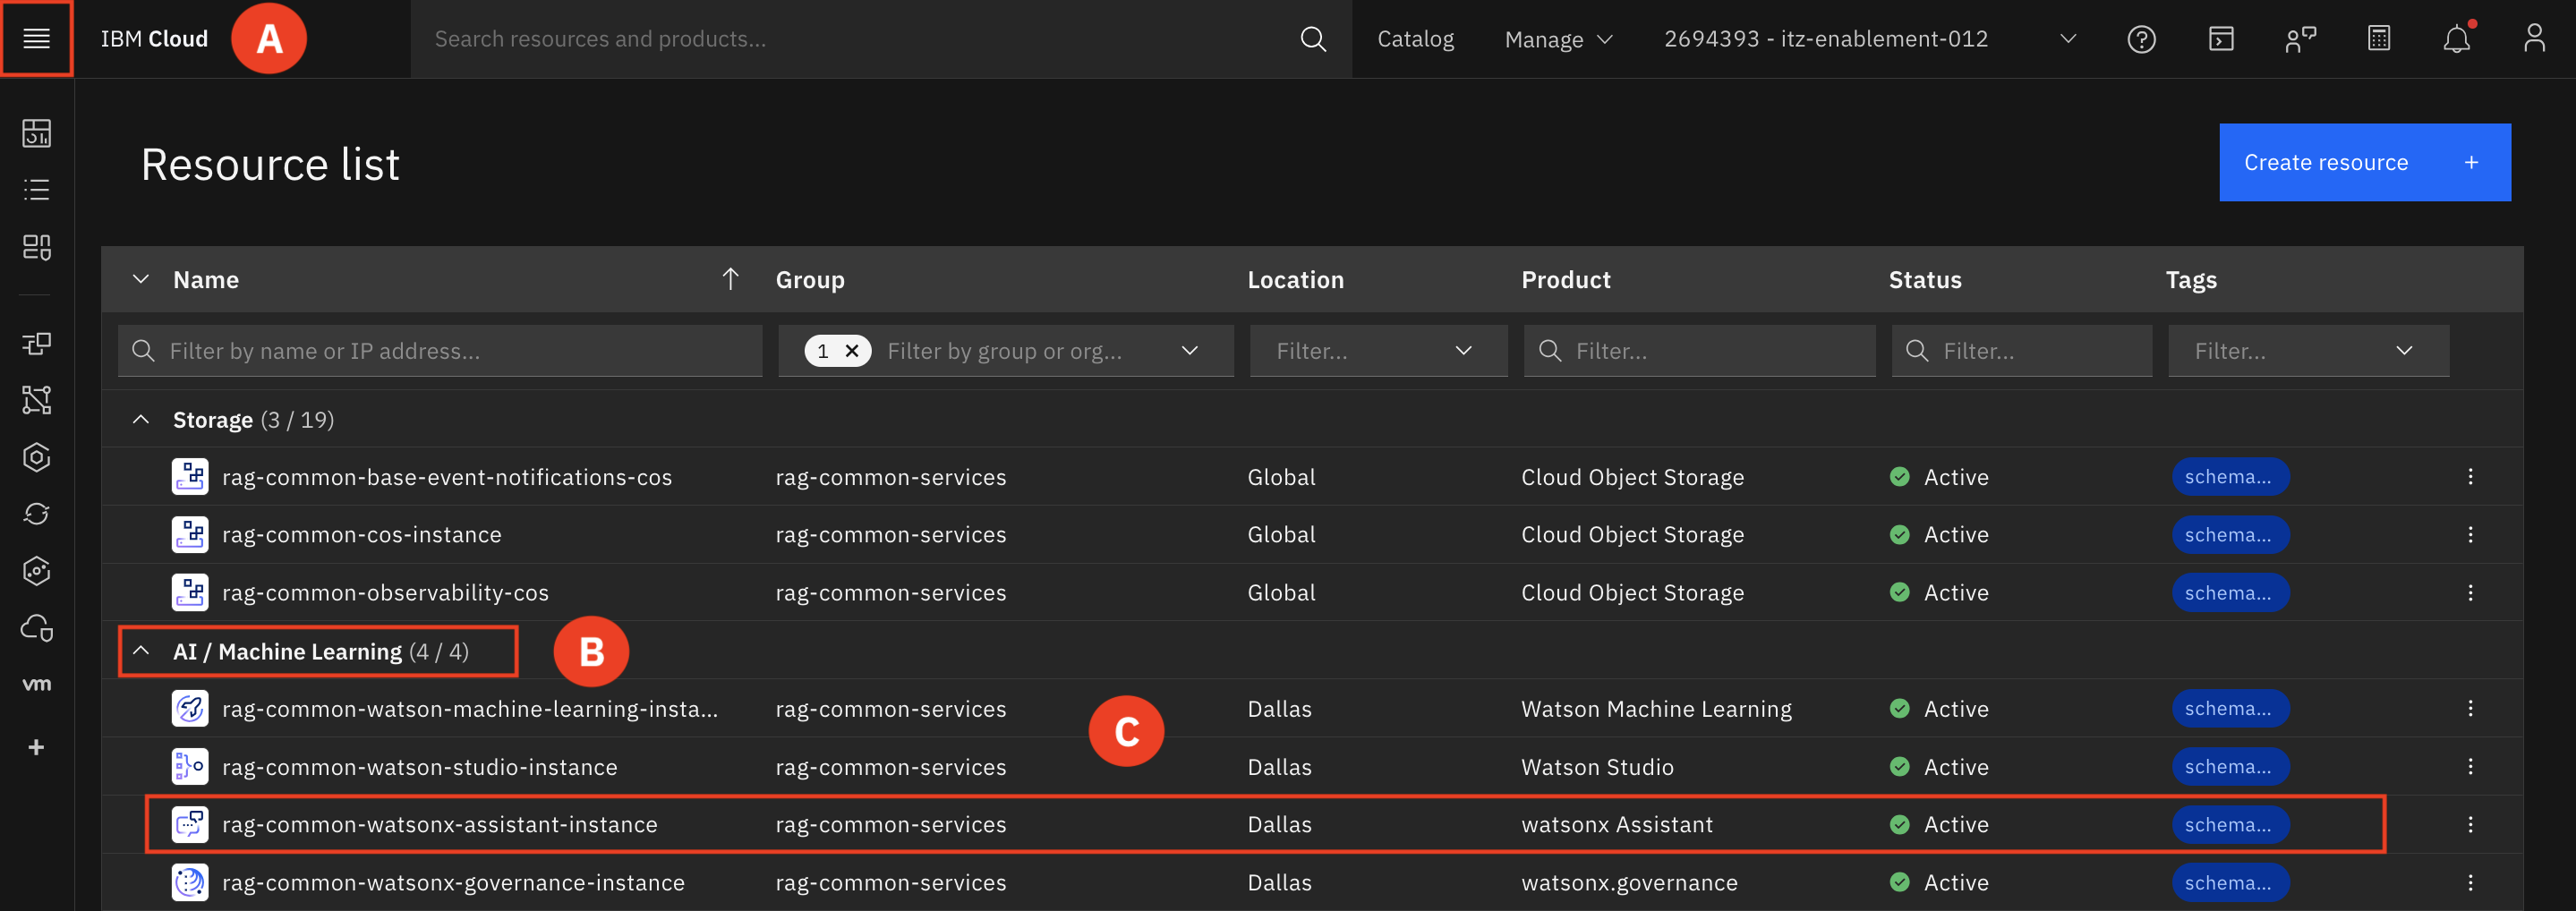 IBM Cloud A Search resources and products... Catalog Manage 2694393 - itz-enablement-012
Resource list
Create resource +
Name Group Location Product Status Tags
Filter by name or IP address... 1 Filter by group or org... Filter... Filter... Filter... Filter...
Storage (3 / 19)
rag-common-base-event-notifications-cos rag-common-services Global Cloud Object Storage Active schema...
rag-common-cos-instance rag-common-services Global Cloud Object Storage Active schema...
rag-common-observability-cos rag-common-services Global Cloud Object Storage Active schema...
AI / Machine Learning (4 / 4) B
vm
rag-common-watson-machine-learning-insta... rag-common-services Dallas Watson Machine Learning Active schema...
C
rag-common-watson-studio-instance rag-common-services Dallas Watson Studio Active schema...
rag-common-watsonx-assistant-instance rag-common-services Dallas watsonx Assistant Active schema...
rag-common-watsonx-governance-instance rag-common-services Dallas watsonx.governance Active schema...